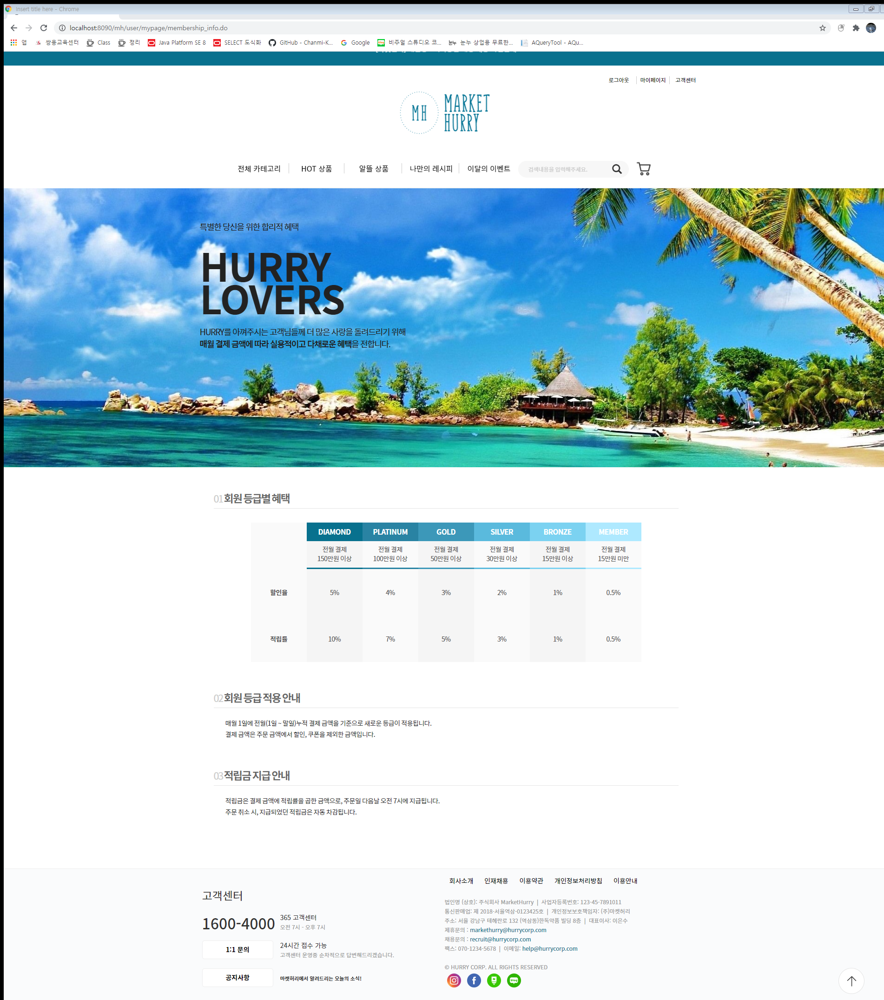 Insert title here - Chrome
localhost:8090/mh/user/mypage/membership_info.do
앱 쌍용교육센터 Class 정리 Java Platform SE 8 SELECT 도식화 GitHub - Chanmi-K... Google 비주얼 스튜디오 코... 눈누 눈누 상업용 무료한... AQueryTool - AQu...
로그아웃 마이페이지 고객센터
MH MARKET HURRY
전체 카테고리 HOT 상품 알뜰 상품 나만의 레시피 이달의 이벤트 검색내용을 입력해주세요.
특별한 당신을 위한 합리적 혜택
HURRY
LOVERS
HURRY를 아껴주시는 고객님들께 더 많은 사랑을 돌려드리기 위해
매월 결제 금액에 따라 실용적이고 다채로운 혜택을 전합니다.
01 회원 등급별 혜택
DIAMOND PLATINUM GOLD SILVER BRONZE MEMBER
전월 결제 전월 결제 전월 결제 전월 결제 전월 결제 전월 결제
150만원 이상 100만원 이상 50만원 이상 30만원 이상 15만원 이상 15만원 미만
할인율 5% 4% 3% 2% 1% 0.5%
적립률 10% 7% 5% 3% 1% 0.5%
02 회원 등급 적용 안내
매월 1일에 전월(1일 ~ 말일)누적 결제 금액을 기준으로 새로운 등급이 적용됩니다.
결제 금액은 주문 금액에서 할인, 쿠폰을 제외한 금액입니다.
03 적립금 지급 안내
적립금은 결제 금액에 적립률을 곱한 금액으로, 주문일 다음날 오전 7시에 지급됩니다.
주문 취소 시, 지급되었던 적립금은 자동 차감됩니다.
고객센터
1600-4000 365 고객센터
오전 7시 - 오후 7시
1:1 문의 24시간 접수 가능
고객센터 운영중 순차적으로 답변해드리겠습니다.
공지사항 마켓허리에서 알려드리는 오늘의 소식!
회사소개 인재채용 이용약관 개인정보처리방침 이용안내
법인명 (상호): 주식회사 MarketHurry | 사업자등록번호: 123-45-7891011
통신판매업: 제 2018-서울역삼-0123425호 | 개인정보보호책임자: (주)마켓허리
주소: 서울 강남구 테헤란로 132 (역삼동)한독약품 빌딩 8층 | 대표이사: 이은수
제휴문의 : markethurry@hurrycorp.com
채용문의 : recruit@hurrycorp.com
팩스: 070-1234-5678 | 이메일: help@hurrycorp.com
© HURRY CORP. ALL RIGHTS RESERVED
blog